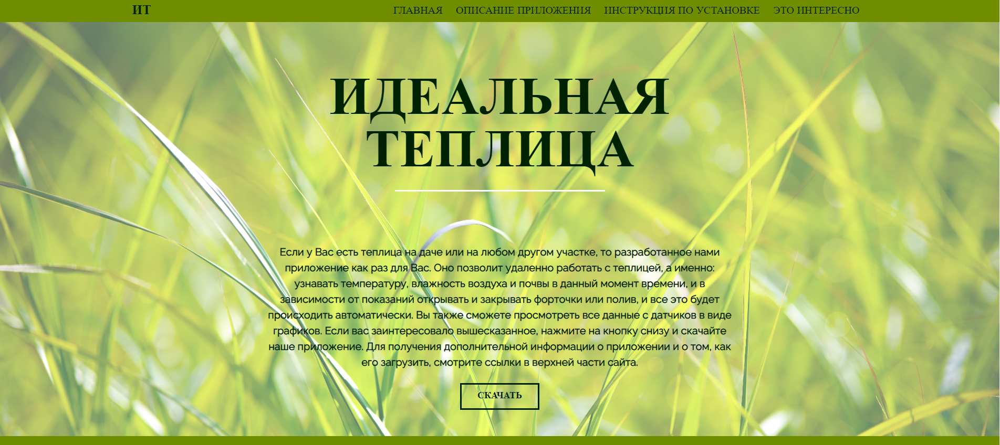 ИТ ГЛАВНАЯ ОПИСАНИЕ ПРИЛОЖЕНИЯ ИНСТРУКЦИЯ ПО УСТАНОВКЕ ЭТО ИНТЕРЕСНО
ИДЕАЛЬНАЯ
ТЕПЛИЦА
Если у Вас есть теплица на даче или на любом другом участке, то разработанное нами
приложение как раз для Вас. Оно позволит удаленно работать с теплицей, а именно:
узнавать температуру, влажность воздуха и почвы в данный момент времени, и в
зависимости от показаний открывать и закрывать форточки или полив, и все это будет
происходить автоматически. Вы также сможете просмотреть все данные с датчиков в виде
графиков. Если вас заинтересовало вышесказанное, нажмите на кнопку снизу и скачайте
наше приложение. Для получения дополнительной информации о приложении и о том, как
его загрузить, смотрите ссылки в верхней части сайта.
СКАЧАТЬ